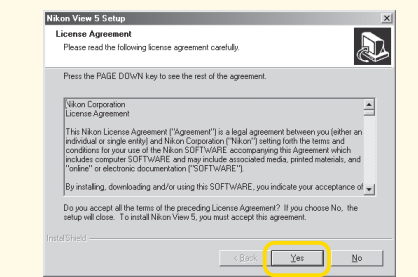 Nikon View 5 Setup
License Agreement
Please read the following license agreement carefully.
Press the PAGE DOWN key to see the rest of the agreement.
Nikon Corporation
License Agreement
This Nikon License Agreement ("Agreement") is a legal agreement between you (either an
individual or single entity) and Nikon Corporation ("Nikon") setting forth the terms and
conditions for your use of the Nikon SOFTWARE accompanying this Agreement which
includes computer SOFTWARE and may include associated media, printed materials, and
"online" or electronic documentation ("SOFTWARE").
By installing, downloading and/or using this SOFTWARE, you indicate your acceptance of
Do you accept all the terms of the preceding License Agreement? If you choose No, the
setup will close. To install Nikon View 5, you must accept this agreement.
InstallShield
< Back
Yes
No